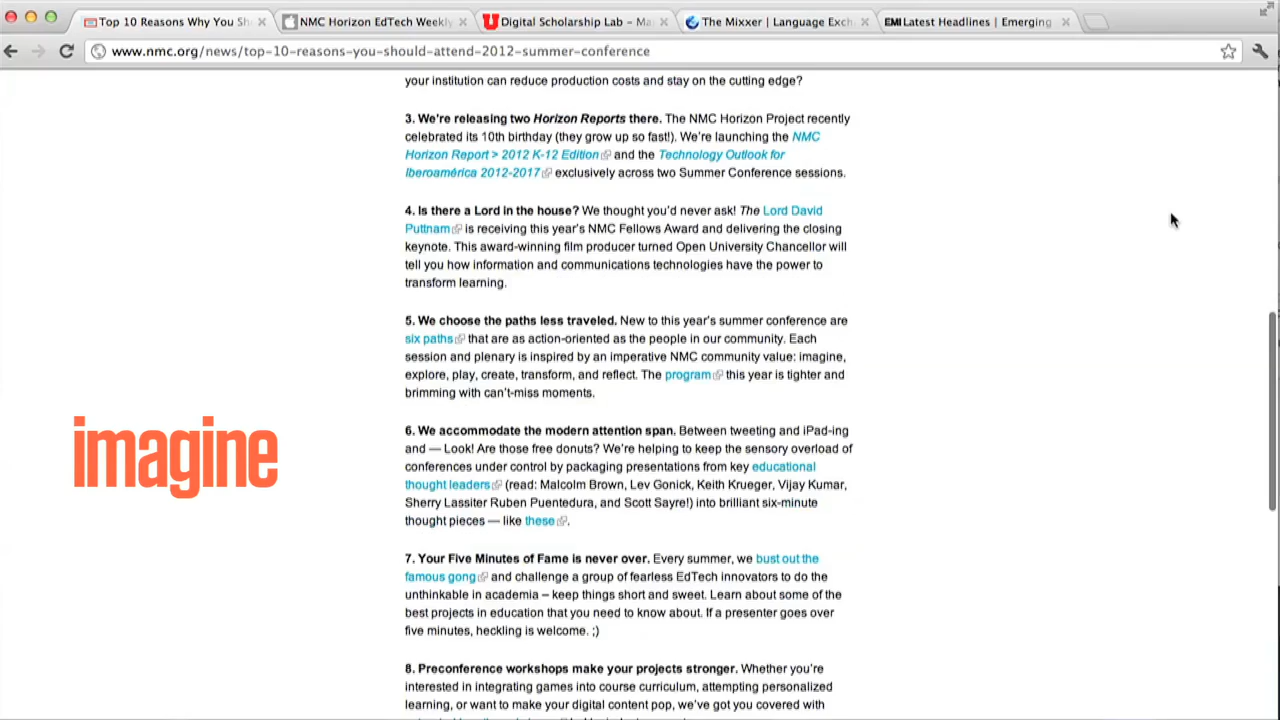 Top 10 Reasons Why You Sh
NMC Horizon EdTech Weekly
Digital Scholarship Lab – Ma
The Mixxer | Language Exch
EMI Latest Headlines | Emerging
www.nmc.org/news/top-10-reasons-you-should-attend-2012-summer-conference
your institution can reduce production costs and stay on the cutting edge?
3. We're releasing two Horizon Reports there. The NMC Horizon Project recently
celebrated its 10th birthday (they grow up so fast!). We're launching the NMC
Horizon Report > 2012 K-12 Edition and the Technology Outlook for
Iberoamérica 2012-2017 exclusively across two Summer Conference sessions.
4. Is there a Lord in the house? We thought you'd never ask! The Lord David
Puttnam is receiving this year's NMC Fellows Award and delivering the closing
keynote. This award-winning film producer turned Open University Chancellor will
tell you how information and communications technologies have the power to
transform learning.
5. We choose the paths less traveled. New to this year's summer conference are
six paths that are as action-oriented as the people in our community. Each
session and plenary is inspired by an imperative NMC community value: imagine,
explore, play, create, transform, and reflect. The program this year is tighter and
brimming with can't-miss moments.
imagine
6. We accommodate the modern attention span. Between tweeting and iPad-ing
and — Look! Are those free donuts? We're helping to keep the sensory overload of
conferences under control by packaging presentations from key educational
thought leaders (read: Malcolm Brown, Lev Gonick, Keith Krueger, Vijay Kumar,
Sherry Lassiter Ruben Puentedura, and Scott Sayre!) into brilliant six-minute
thought pieces — like these.
7. Your Five Minutes of Fame is never over. Every summer, we bust out the
famous gong and challenge a group of fearless EdTech innovators to do the
unthinkable in academia – keep things short and sweet. Learn about some of the
best projects in education that you need to know about. If a presenter goes over
five minutes, heckling is welcome. ;)
8. Preconference workshops make your projects stronger. Whether you're
interested in integrating games into course curriculum, attempting personalized
learning, or want to make your digital content pop, we've got you covered with